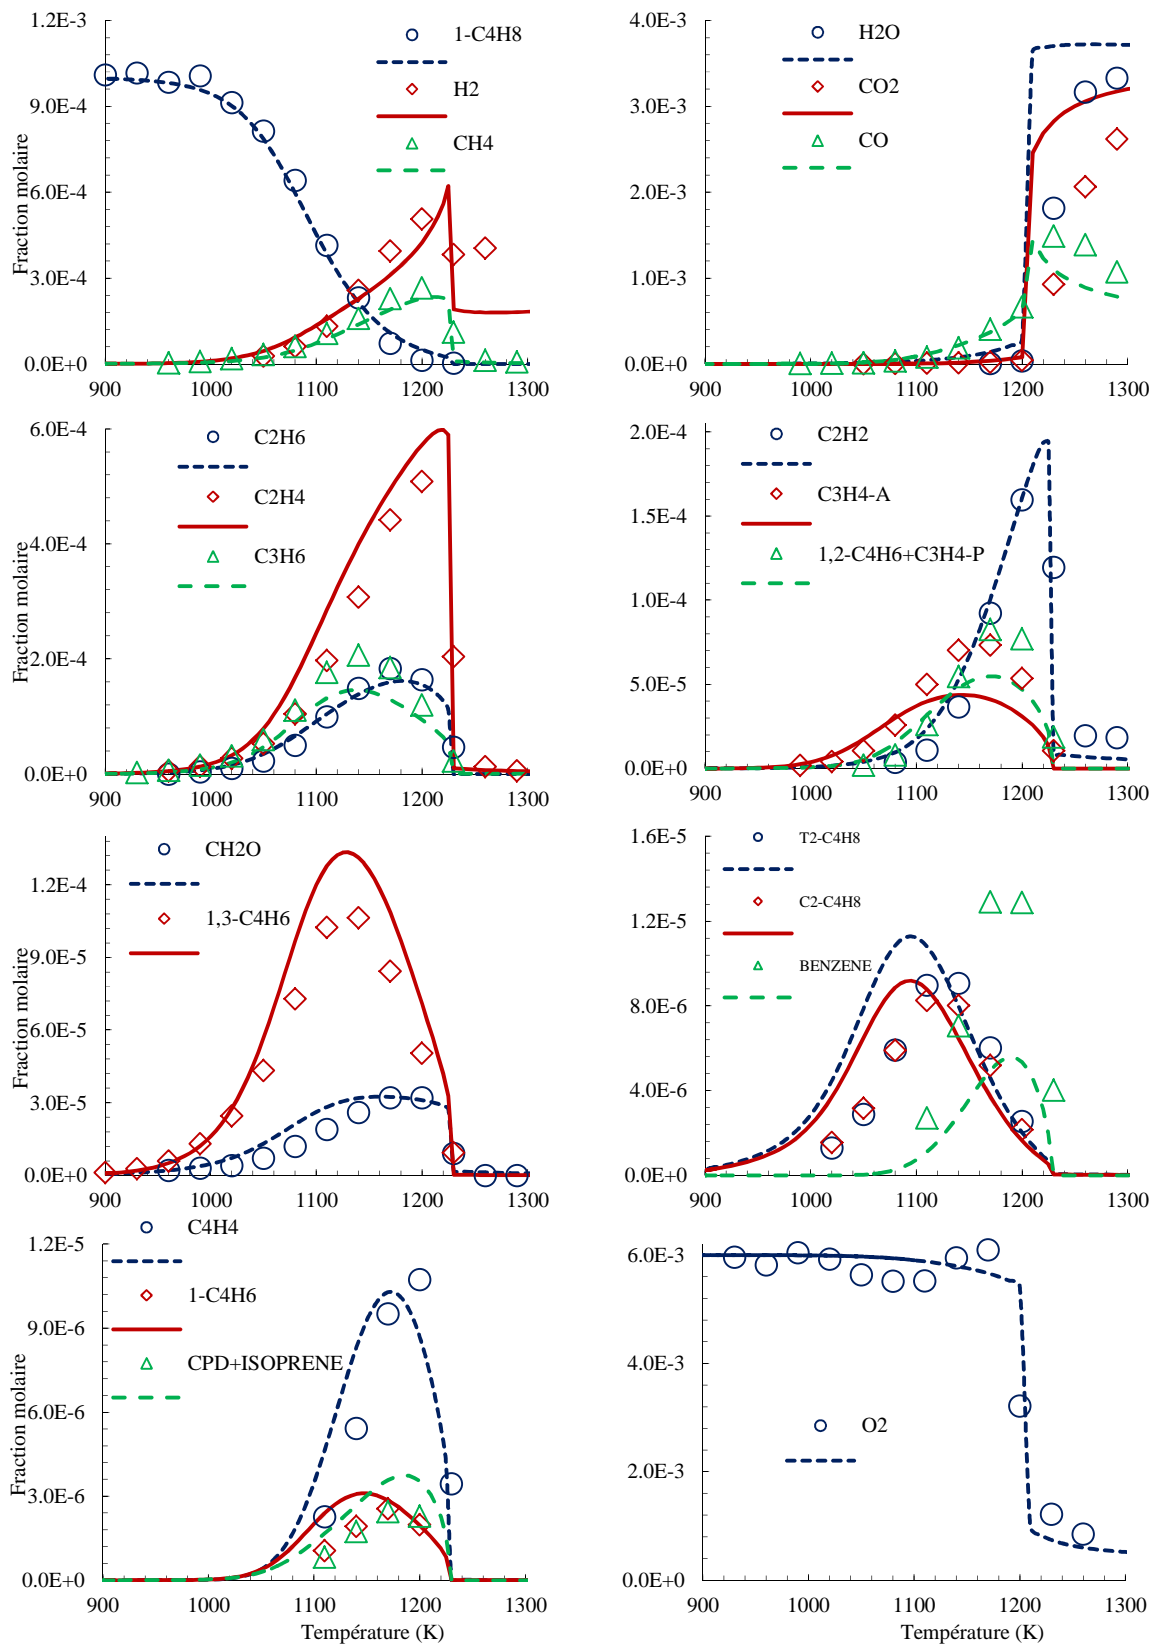 1.2E-3
9.0E-4
6.0E-4
3.0E-4
0.0E+0
900 1000 1100 1200 1300
Fraction molaire
1-C4H8
H2
CH4
4.0E-3
3.0E-3
2.0E-3
1.0E-3
0.0E+0
900 1000 1100 1200 1300
H2O
CO2
CO
6.0E-4
4.0E-4
2.0E-4
0.0E+0
900 1000 1100 1200 1300
Fraction molaire
C2H6
C2H4
C3H6
2.0E-4
1.5E-4
1.0E-4
5.0E-5
0.0E+0
900 1000 1100 1200 1300
C2H2
C3H4-A
1,2-C4H6+C3H4-P
1.2E-4
9.0E-5
6.0E-5
3.0E-5
0.0E+0
900 1000 1100 1200 1300
Fraction molaire
CH2O
1,3-C4H6
1.6E-5
1.2E-5
8.0E-6
4.0E-6
0.0E+0
900 1000 1100 1200 1300
T2-C4H8
C2-C4H8
BENZENE
1.2E-5
9.0E-6
6.0E-6
3.0E-6
0.0E+0
900 1000 1100 1200 1300
Fraction molaire
Température (K)
C4H4
1-C4H6
CPD+ISOPRENE
6.0E-3
4.0E-3
2.0E-3
0.0E+0
900 1000 1100 1200 1300
Température (K)
O2